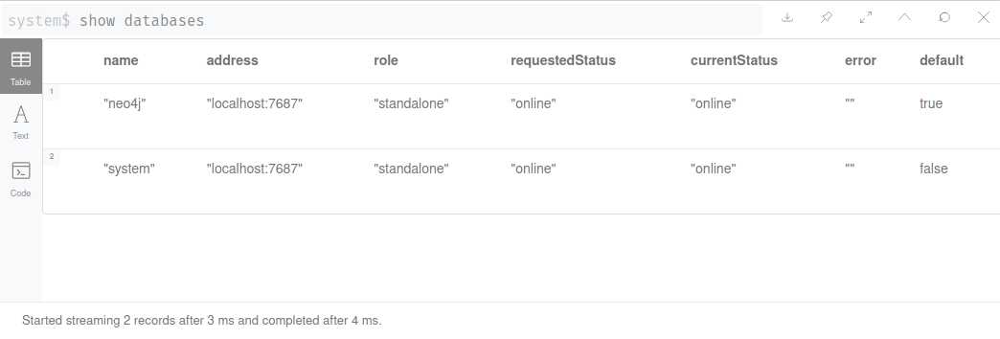 system$ show databases
Table
Text
Code
name address role requestedStatus currentStatus error default
1
"neo4j" "localhost:7687" "standalone" "online" "online" "" true
2
"system" "localhost:7687" "standalone" "online" "online" "" false
Started streaming 2 records after 3 ms and completed after 4 ms.